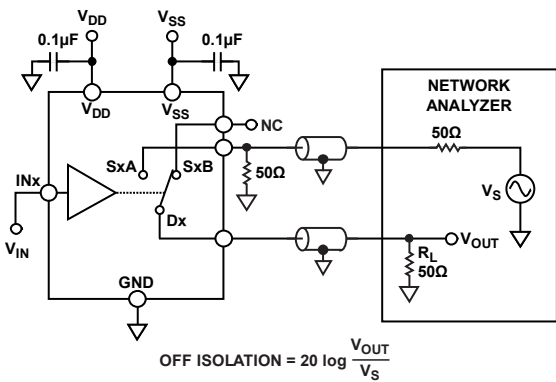 V_DD
V_SS
0.1µF
0.1µF
V_DD
V_SS
NETWORK
ANALYZER
NC
50Ω
SxA
SxB
50Ω
INx
V_S
Dx
V_OUT
V_IN
R_L
50Ω
GND
OFF ISOLATION = 20 log V_OUT / V_S